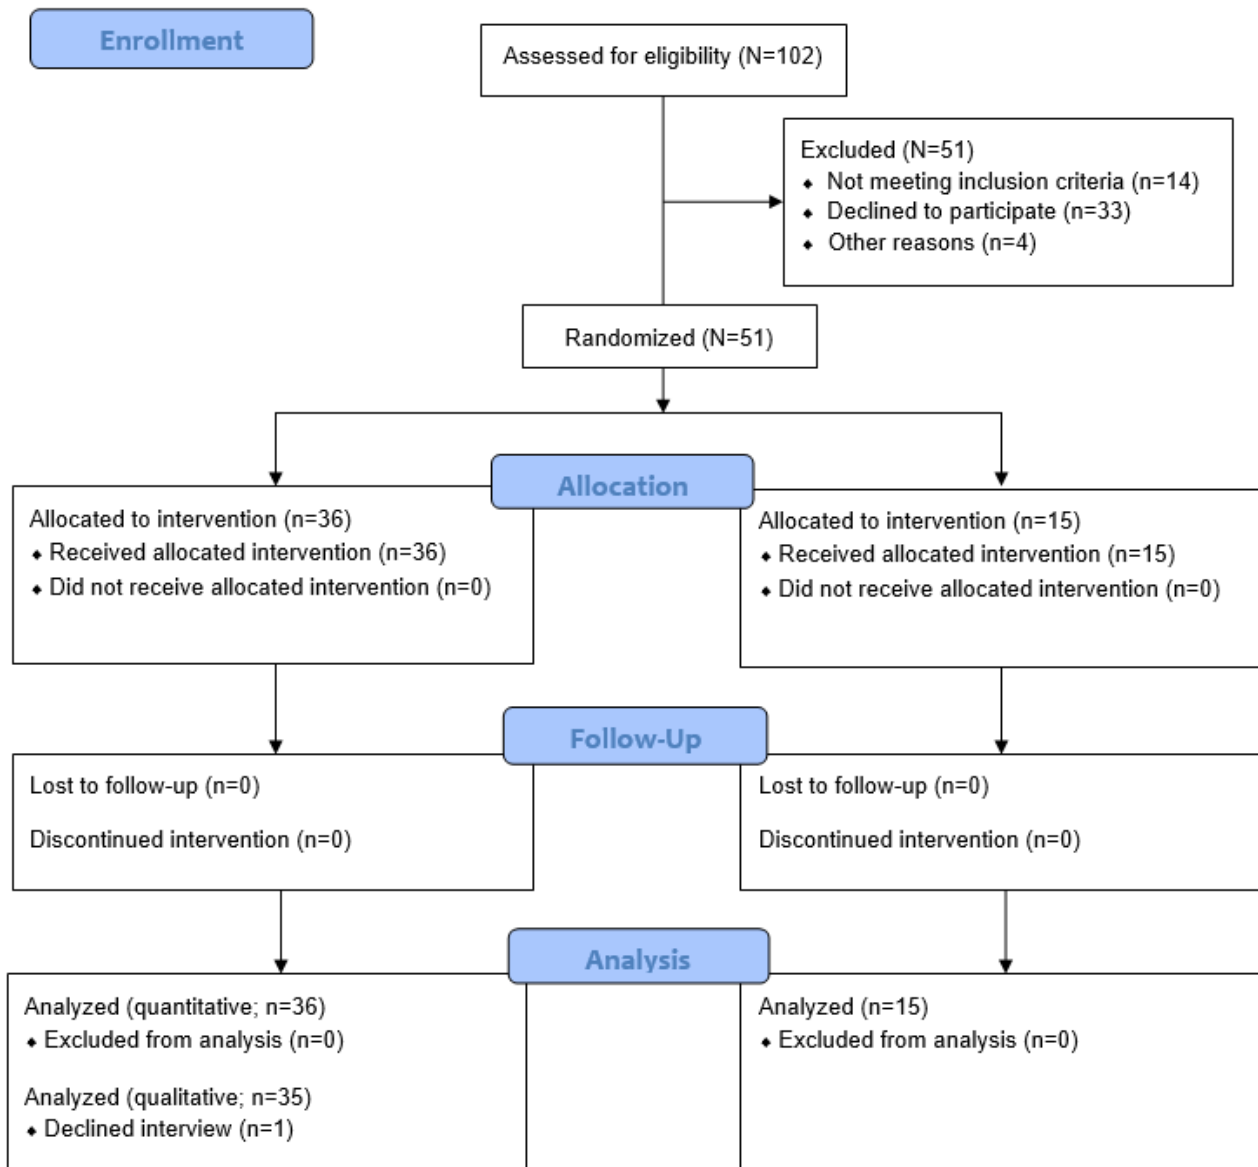 Enrollment
Assessed for eligibility (N=102)
Excluded (N=51)
⬥ Not meeting inclusion criteria (n=14)
⬥ Declined to participate (n=33)
⬥ Other reasons (n=4)
Randomized (N=51)
Allocation
Allocated to intervention (n=36)
⬥ Received allocated intervention (n=36)
⬥ Did not receive allocated intervention (n=0)
Allocated to intervention (n=15)
⬥ Received allocated intervention (n=15)
⬥ Did not receive allocated intervention (n=0)
Follow-Up
Lost to follow-up (n=0)
Discontinued intervention (n=0)
Lost to follow-up (n=0)
Discontinued intervention (n=0)
Analysis
Analyzed (quantitative; n=36)
⬥ Excluded from analysis (n=0)
Analyzed (qualitative; n=35)
⬥ Declined interview (n=1)
Analyzed (n=15)
⬥ Excluded from analysis (n=0)